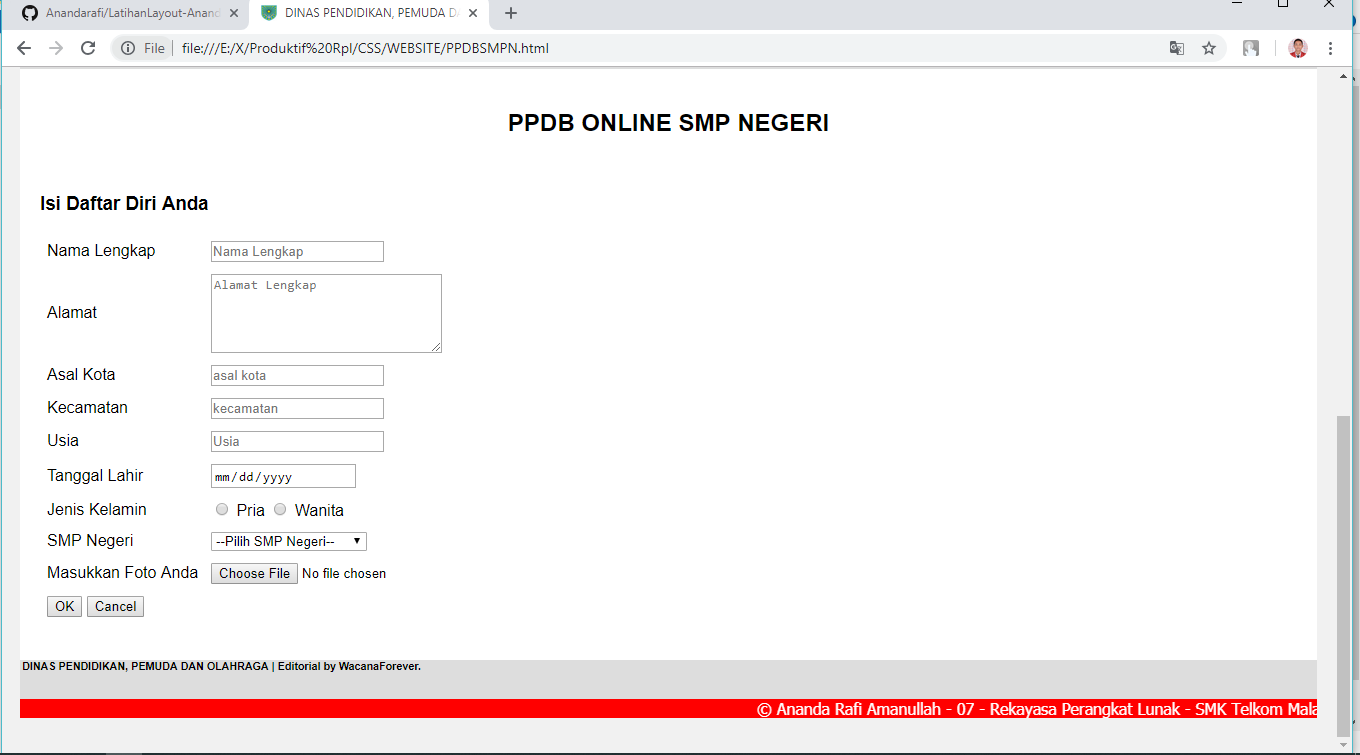 Anandarafi/LatihanLayout-Anand
DINAS PENDIDIKAN, PEMUDA D
File
file:///E:/X/Produktif%20Rpl/CSS/WEBSITE/PPDBSMPN.html
PPDB ONLINE SMP NEGERI
Isi Daftar Diri Anda
Nama Lengkap Nama Lengkap
Alamat Alamat Lengkap
Asal Kota asal kota
Kecamatan kecamatan
Usia Usia
Tanggal Lahir mm/dd/yyyy
Jenis Kelamin Pria Wanita
SMP Negeri --Pilih SMP Negeri--
Masukkan Foto Anda Choose File No file chosen
OK Cancel
DINAS PENDIDIKAN, PEMUDA DAN OLAHRAGA | Editorial by WacanaForever.
© Ananda Rafi Amanullah - 07 - Rekayasa Perangkat Lunak - SMK Telkom Mala